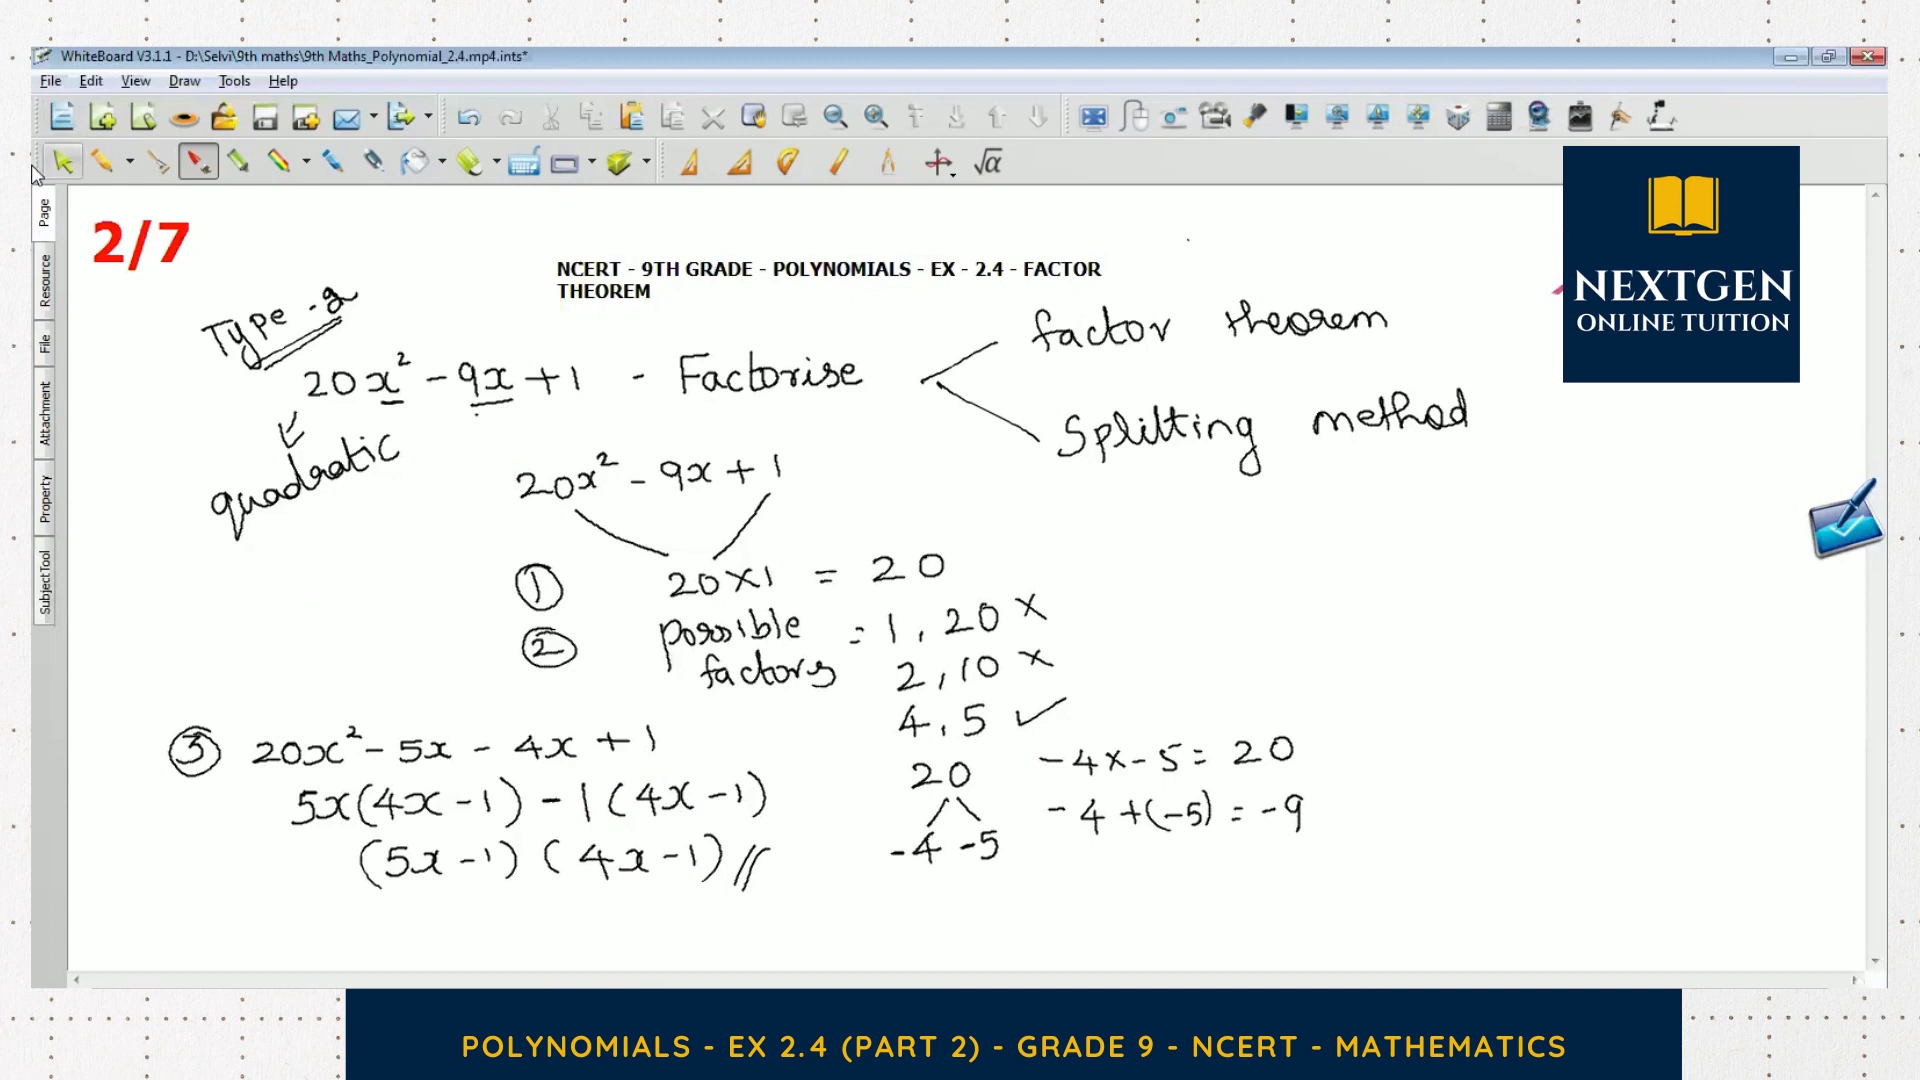 WhiteBoard V3.1.1 - D:\Selvi\9th maths\9th Maths_Polynomial_2.4.mp4.ints*
File Edit View Draw Tools Help
√α
Page
Resource
File
Attachment
Property
SubjectTool
2/7
NCERT - 9TH GRADE - POLYNOMIALS - EX - 2.4 - FACTOR
THEOREM
NEXTGEN
ONLINE TUITION
Type - 2
20x² - 9x + 1 - Factorise
factor theorem
Splitting method
quadratic
20x² - 9x + 1
① 20 x 1 = 20
② possible factors = 1, 20 x
2, 10 x
4, 5 ✓
20
-4 -5
-4 x -5 = 20
-4 + (-5) = -9
③ 20x² - 5x - 4x + 1
5x(4x - 1) - 1(4x - 1)
(5x - 1) (4x - 1) //
POLYNOMIALS - EX 2.4 (PART 2) - GRADE 9 - NCERT - MATHEMATICS